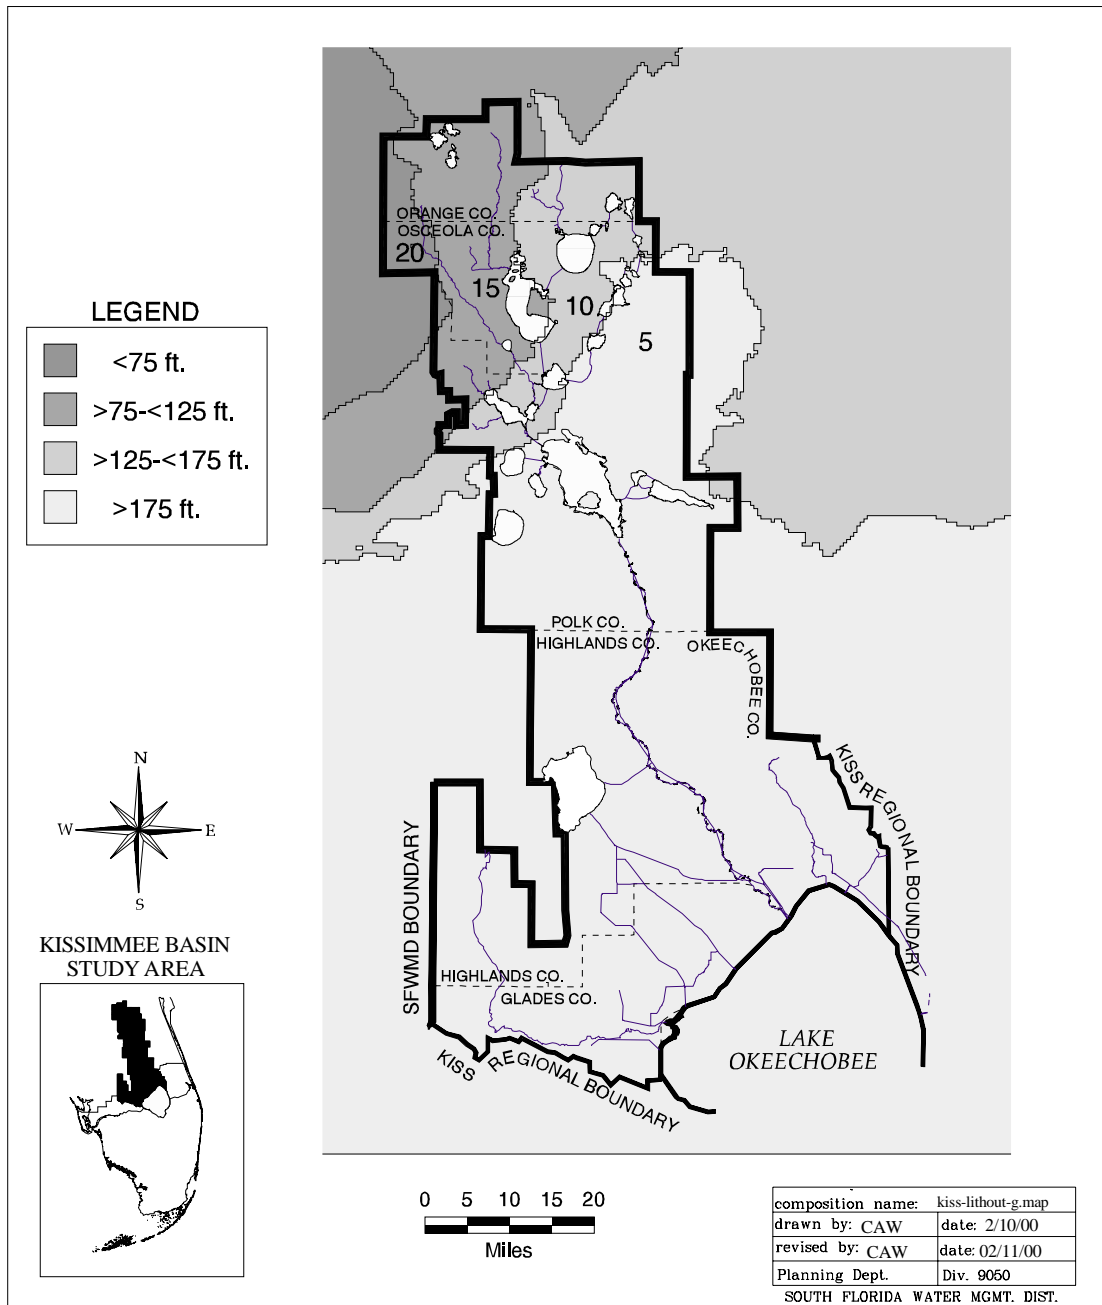 ORANGE CO.
OSCEOLA CO.
20
15
10
5
LEGEND
<75 ft.
>75-<125 ft.
>125-<175 ft.
>175 ft.
POLK CO.
HIGHLANDS CO.
OKEECHOBEE CO.
KISS REGIONAL BOUNDARY
N
W
E
S
SFWMD BOUNDARY
KISSIMMEE BASIN
STUDY AREA
HIGHLANDS CO.
GLADES CO.
LAKE
OKEECHOBEE
KISS REGIONAL BOUNDARY
0 5 10 15 20
Miles
composition name: kiss-lithout-g.map
drawn by: CAW date: 2/10/00
revised by: CAW date: 02/11/00
Planning Dept. Div. 9050
SOUTH FLORIDA WATER MGMT. DIST.